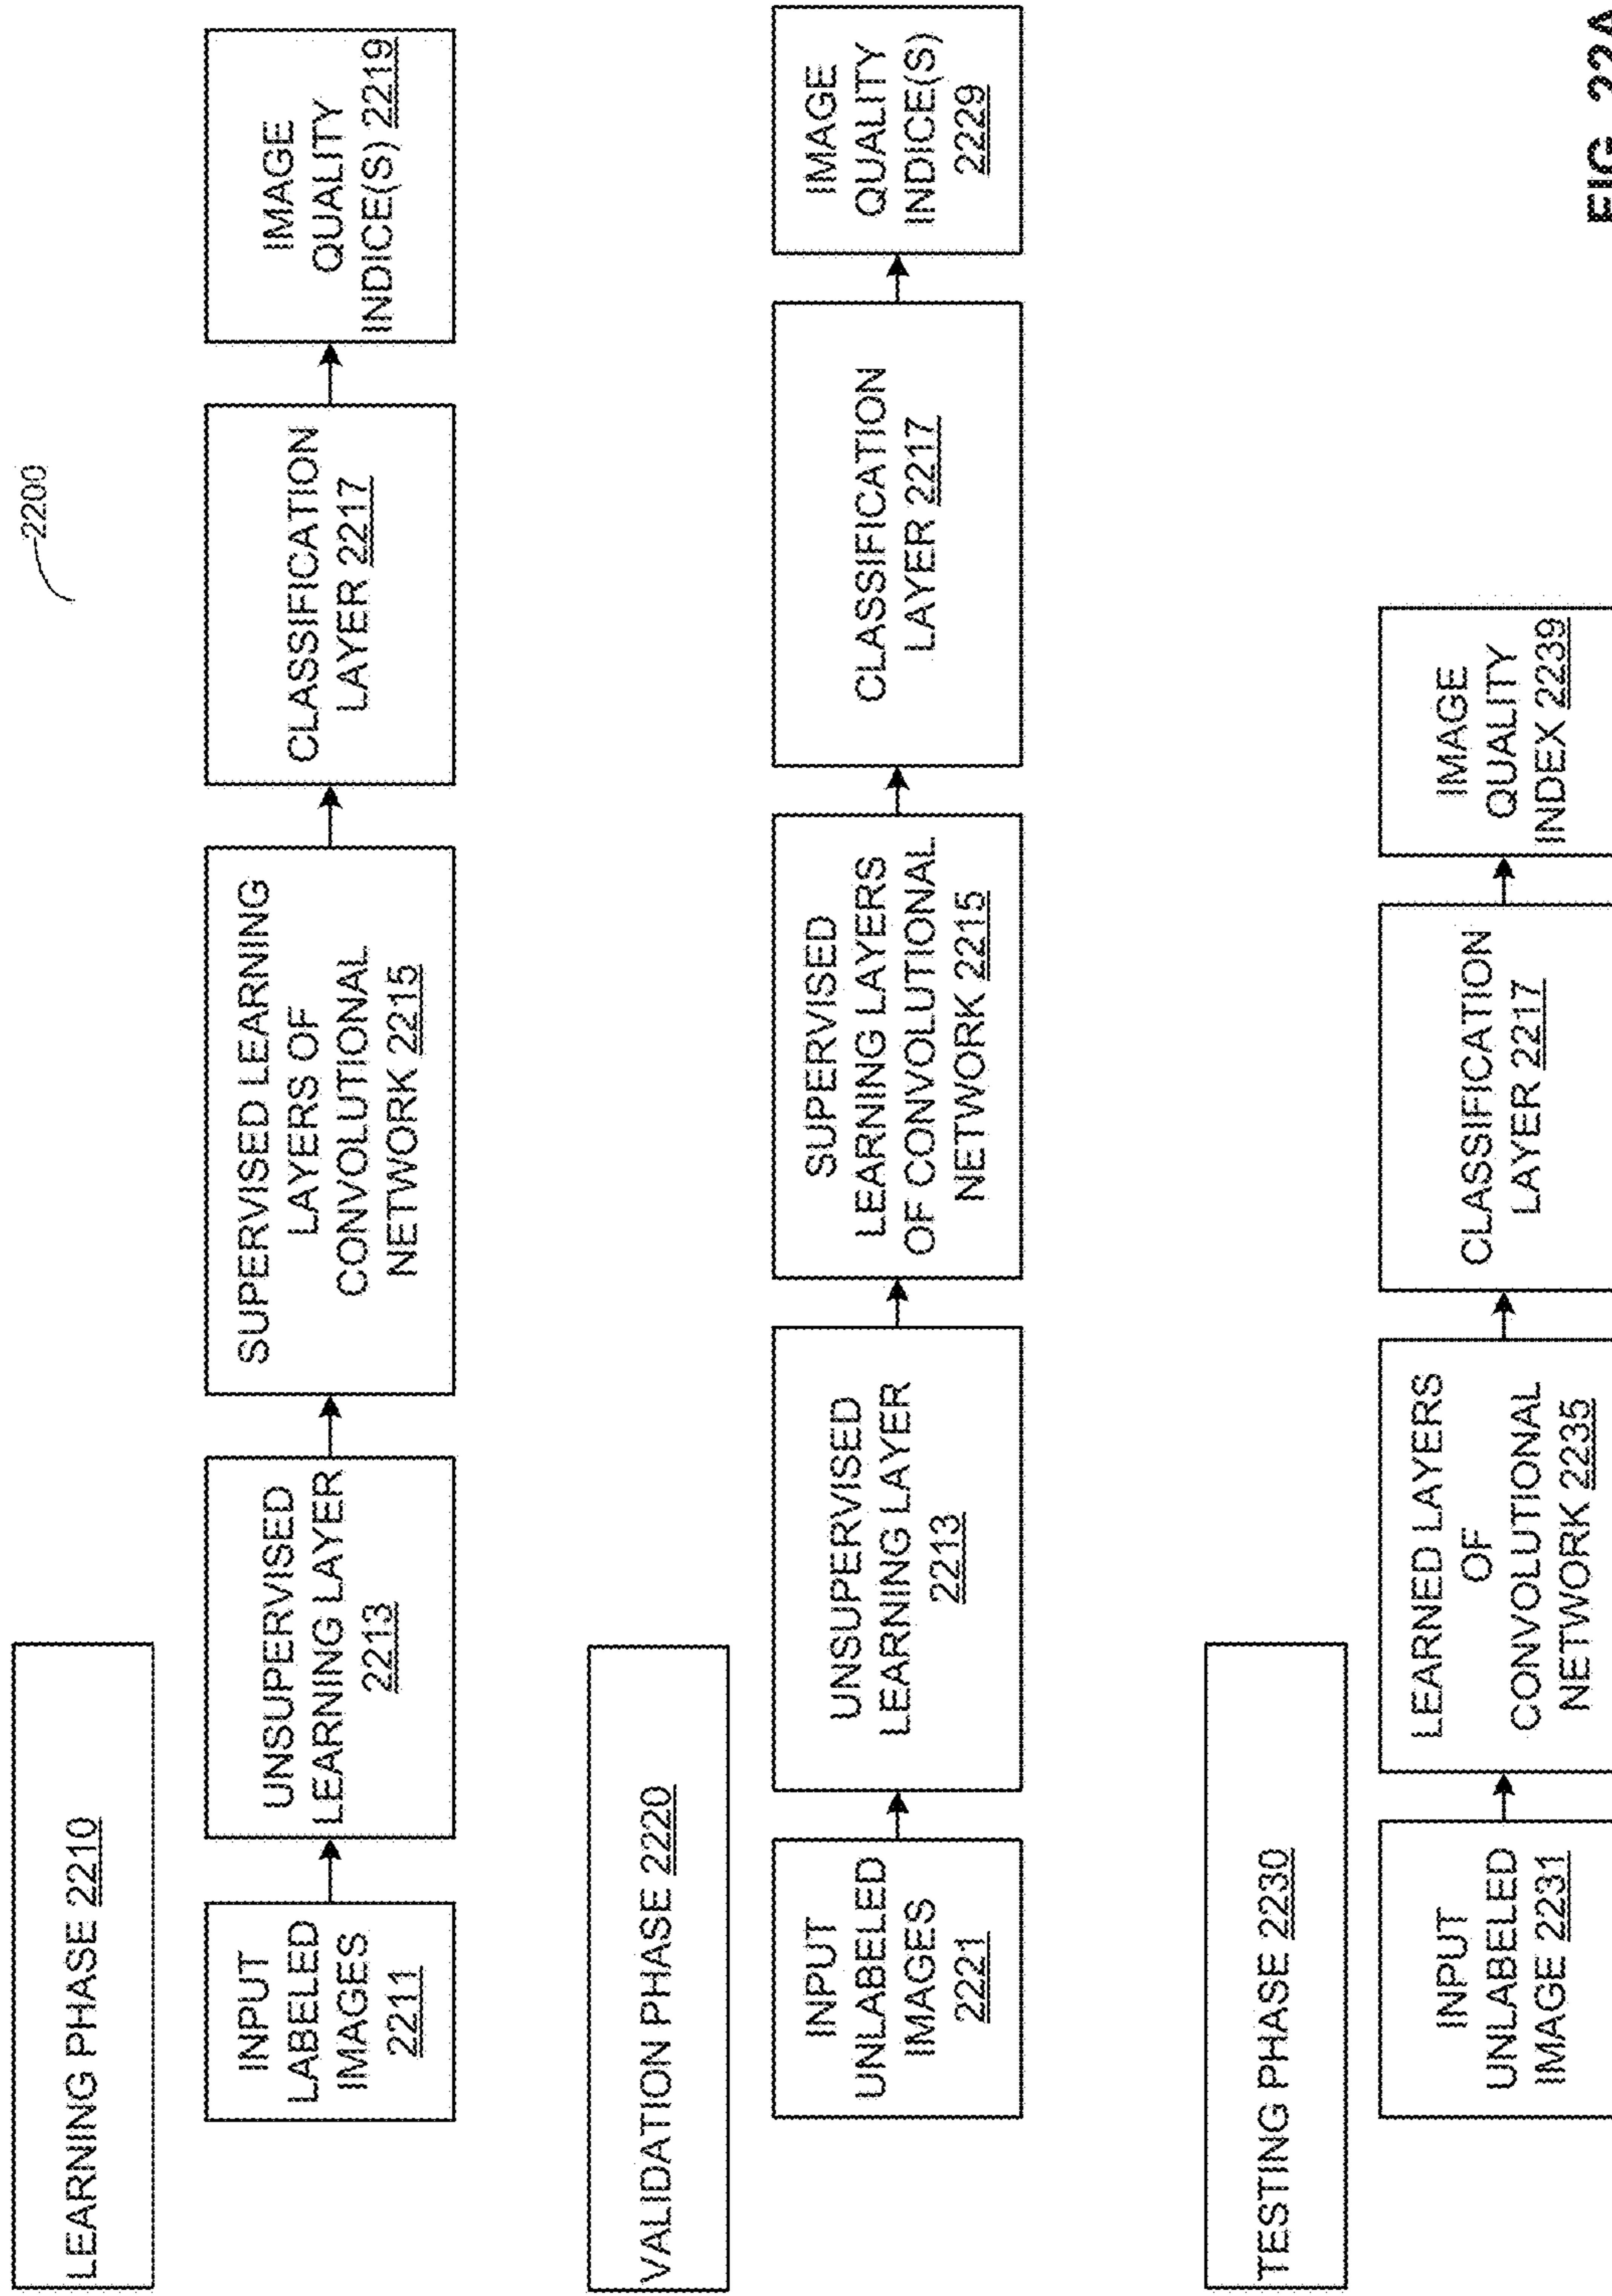 2200
LEARNING PHASE 2210
INPUT
LABELED
IMAGES
2211
UNSUPERVISED
LEARNING LAYER
2213
SUPERVISED LEARNING
LAYERS OF
CONVOLUTIONAL
NETWORK 2215
CLASSIFICATION
LAYER 2217
IMAGE
QUALITY
INDICE(S) 2219
VALIDATION PHASE 2220
INPUT
UNLABELED
IMAGES
2221
UNSUPERVISED
LEARNING LAYER
2213
SUPERVISED
LEARNING LAYERS
OF CONVOLUTIONAL
NETWORK 2215
CLASSIFICATION
LAYER 2217
IMAGE
QUALITY
INDICE(S)
2229
TESTING PHASE 2230
INPUT
UNLABELED
IMAGE 2231
LEARNED LAYERS
OF
CONVOLUTIONAL
NETWORK 2235
CLASSIFICATION
LAYER 2217
IMAGE
QUALITY
INDEX 2239
FIG. 22A